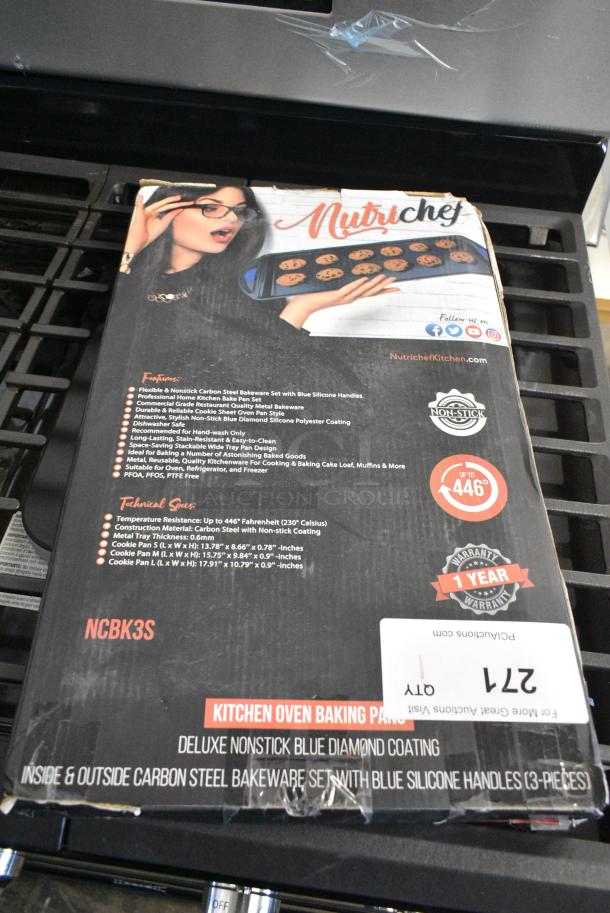 Nutrichef
Follow us on
NutrichefKitchen.com
Features:
Flexible & Nonstick Carbon Steel Bakeware Set with Blue Silicone Handles
Professional Home Kitchen Bake Pan Set
Commercial Grade Restaurant Quality Metal Bakeware
Durable & Reliable Cookie Sheet Oven Pan Style
Attractive, Stylish Non-Stick Blue Diamond Silicone Polyester Coating
Dishwasher Safe
Recommended for Hand-wash Only
Long-Lasting, Stain-Resistant & Easy-to-Clean
Space-Saving Stackable Wide Tray Pan Design
Ideal for Baking a Number of Astonishing Baked Goods
Metal, Reusable, Quality Kitchenware For Cooking & Baking Cake Loaf, Muffins & More
Suitable for Oven, Refrigerator, and Freezer
PFOA, PFOS, PTFE Free
NON-STICK
UP TO
446°
Technical Spec:
Temperature Resistance: Up to 446° Fahrenheit (230° Celsius)
Construction Material: Carbon Steel with Non-stick Coating
Metal Tray Thickness: 0.6mm
Cookie Pan S (L x W x H): 13.78" x 8.66" x 0.78" -inches
Cookie Pan M (L x W x H): 15.75" x 9.84" x 0.9" -inches
Cookie Pan L (L x W x H): 17.91" x 10.79" x 0.9" -inches
WARRANTY
1 YEAR
WARRANTY
NCBK3S
For More Great Auctions Visit
271
QTY 1
PCIAuctions.com
KITCHEN OVEN BAKING PANS
DELUXE NONSTICK BLUE DIAMOND COATING
INSIDE & OUTSIDE CARBON STEEL BAKEWARE SET WITH BLUE SILICONE HANDLES (3-PIECES)
OFF